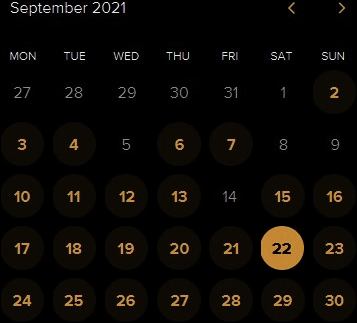 September 2021
MON TUE WED THU FRI SAT SUN
27 28 29 30 31 1 2
3 4 5 6 7 8 9
10 11 12 13 14 15 16
17 18 19 20 21 22 23
24 25 26 27 28 29 30